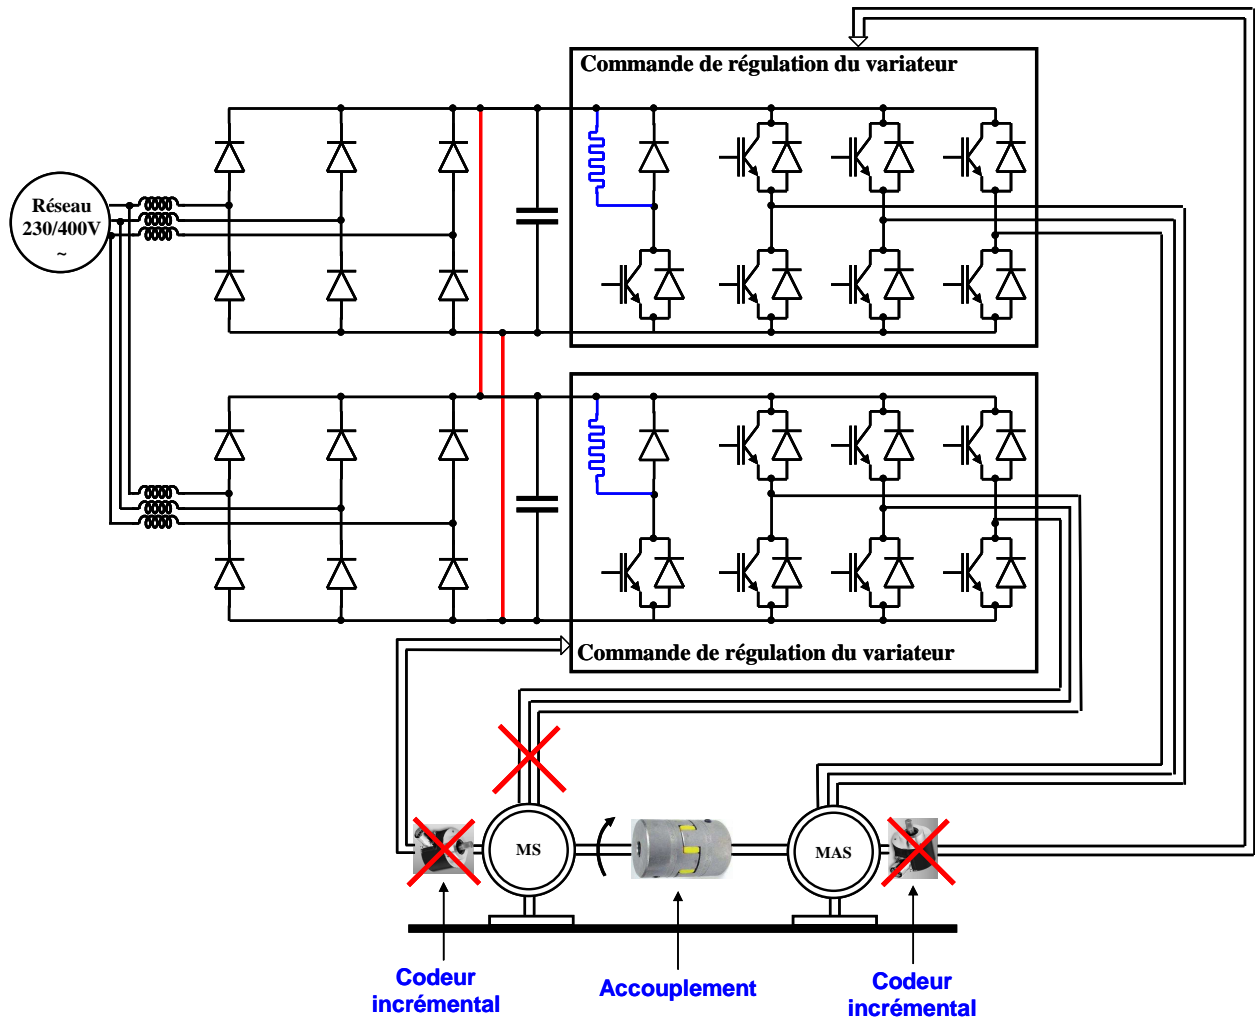 Commande de régulation du variateur
Réseau
230/400V
~
Commande de régulation du variateur
MS
MAS
Codeur
incrémental
Accouplement
Codeur
incrémental